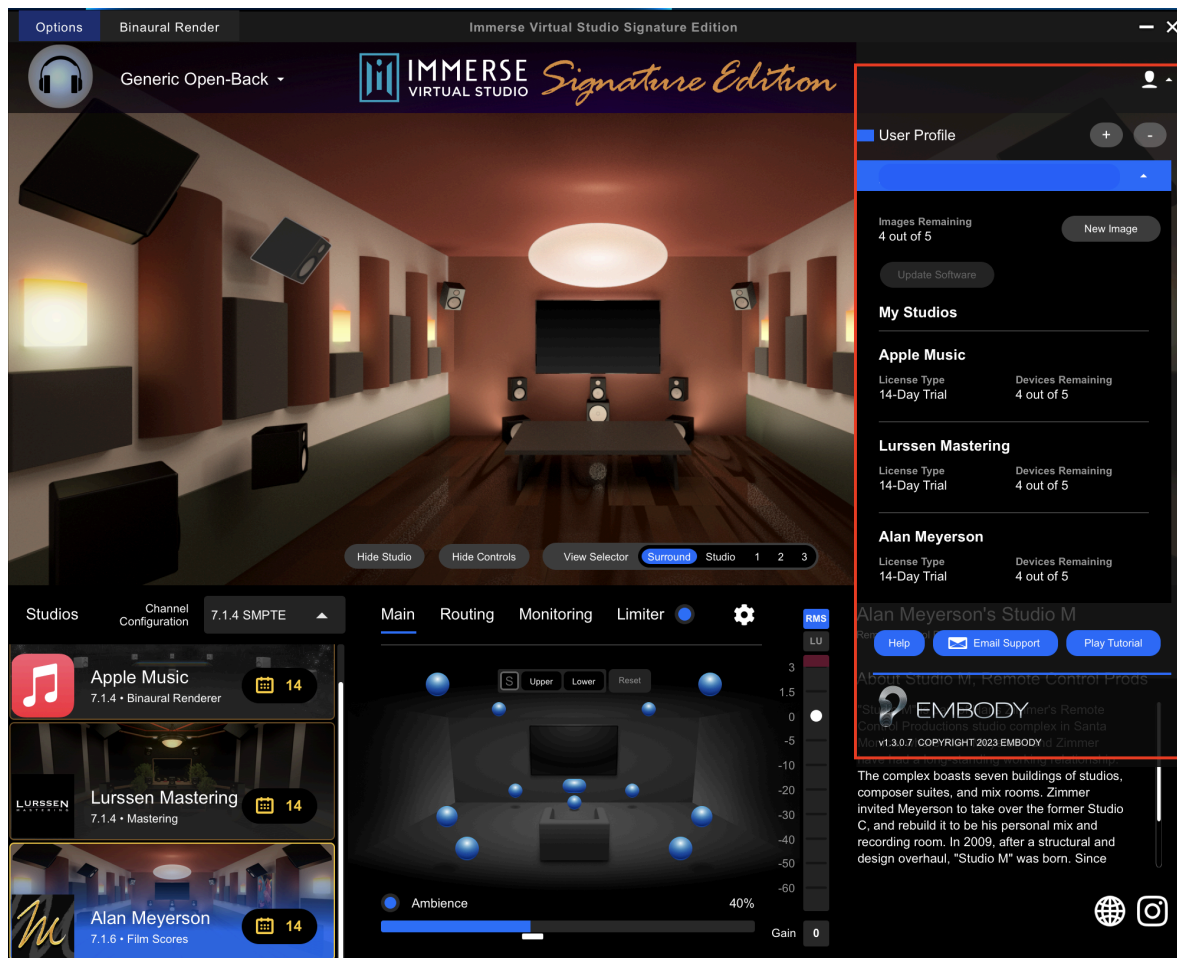 Options
Binaural Render
Immerse Virtual Studio Signature Edition
Generic Open-Back
IMMERSE
VIRTUAL STUDIO
Signature Edition
User Profile
+
-
Images Remaining
4 out of 5
New Image
Update Software
My Studios
Apple Music
License Type
Devices Remaining
14-Day Trial
4 out of 5
Lurssen Mastering
License Type
Devices Remaining
14-Day Trial
4 out of 5
Alan Meyerson
License Type
Devices Remaining
14-Day Trial
4 out of 5
Hide Studio
Hide Controls
View Selector
Surround
Studio
1
2
3
Studios
Channel
Configuration
7.1.4 SMPTE
Apple Music
7.1.4 • Binaural Renderer
14
LURSSEN
MASTERING
Lurssen Mastering
7.1.4 • Mastering
14
Alan Meyerson
7.1.6 • Film Scores
14
Main
Routing
Monitoring
Limiter
S
Upper
Lower
Reset
Ambience
40%
RMS
LU
3
1.5
0
-5
-10
-20
-30
-40
-50
-60
Gain
0
Alan Meyerson's Studio M
Help
Email Support
Play Tutorial
About Studio M, Remote Control Prods
EMBODY
v1.3.0.7 COPYRIGHT 2023 EMBODY
The complex boasts seven buildings of studios,
composer suites, and mix rooms. Zimmer
invited Meyerson to take over the former Studio
C, and rebuild it to be his personal mix and
recording room. In 2009, after a structural and
design overhaul, "Studio M" was born. Since